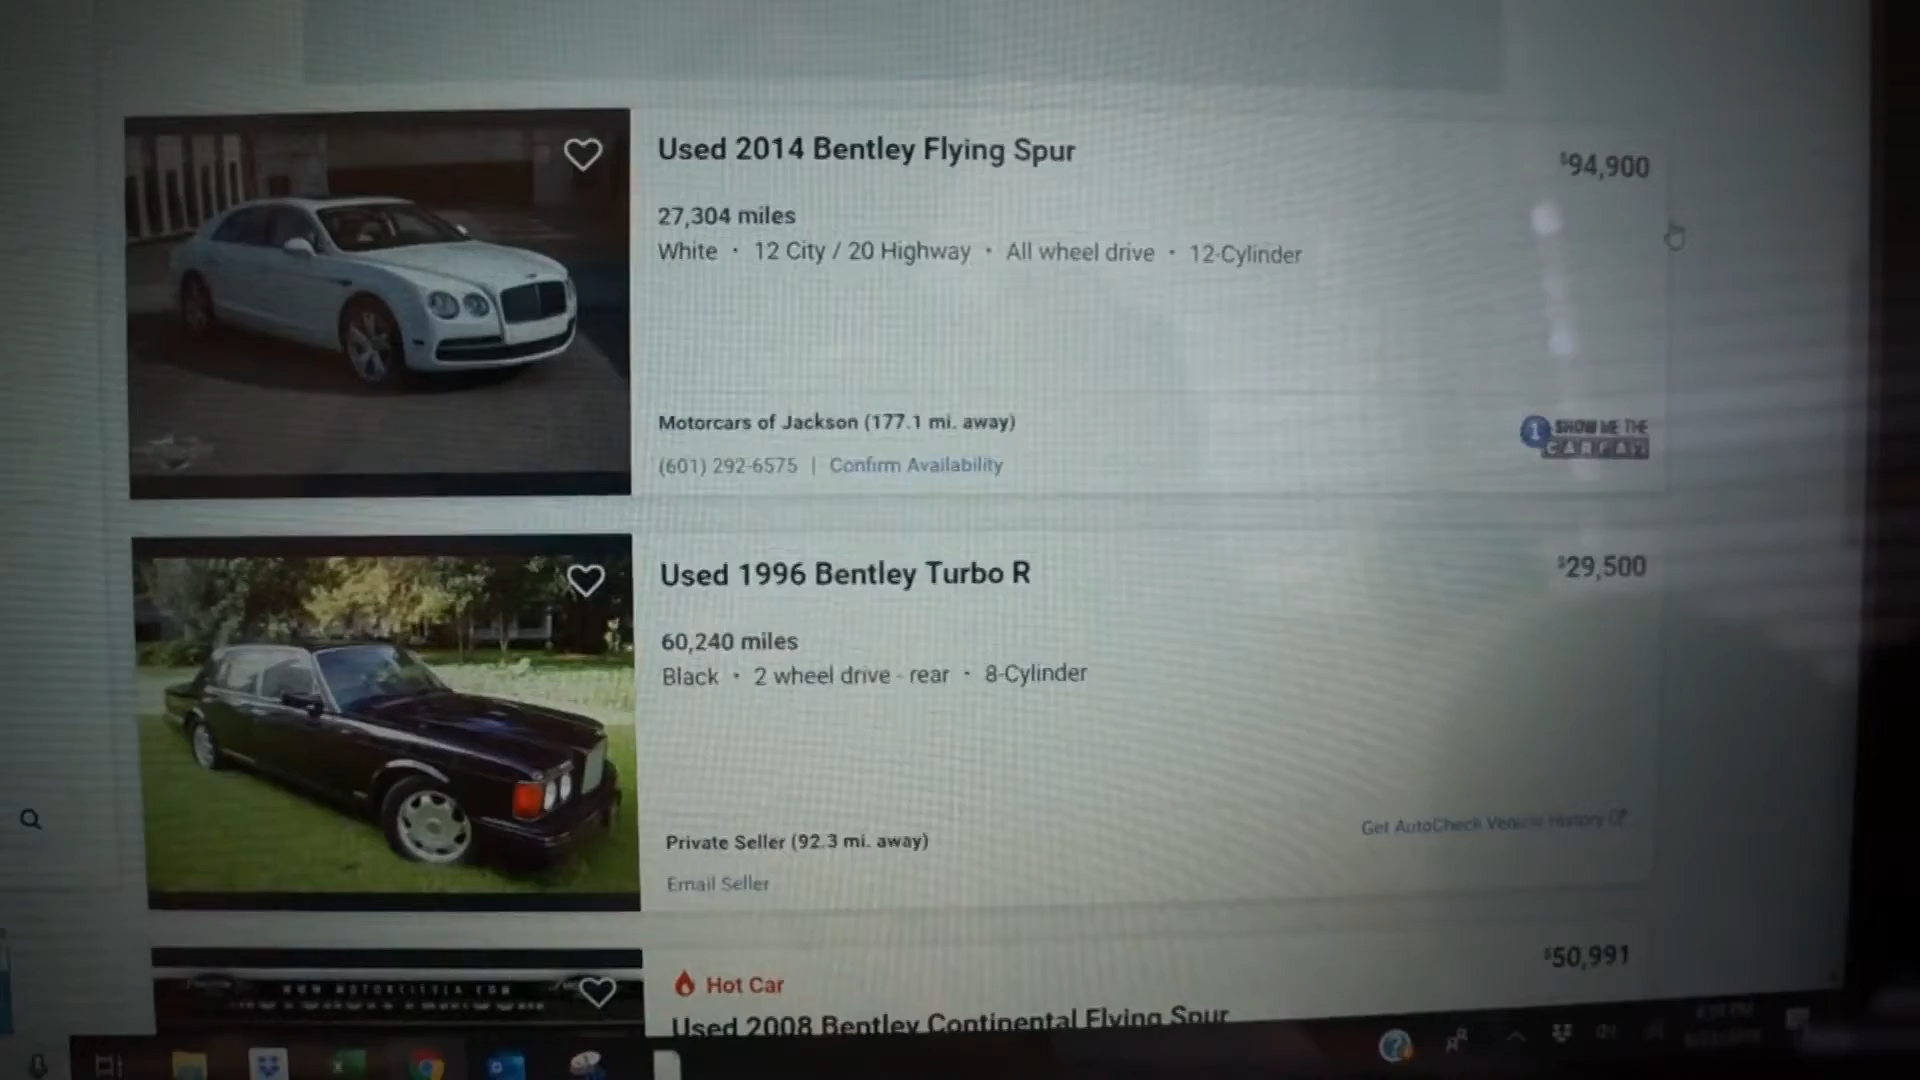 Used 2014 Bentley Flying Spur
$94,900
27,304 miles
White · 12 City / 20 Highway · All wheel drive · 12-Cylinder
Motorcars of Jackson (177.1 mi. away)
(601) 292-6575 | Confirm Availability
1 SHOW ME THE
CARFAX
Used 1996 Bentley Turbo R
$29,500
60,240 miles
Black · 2 wheel drive - rear · 8-Cylinder
Get AutoCheck Vehicle History
Private Seller (92.3 mi. away)
Email Seller
$50,991
Hot Car
Used 2008 Bentley Continental Flying Spur